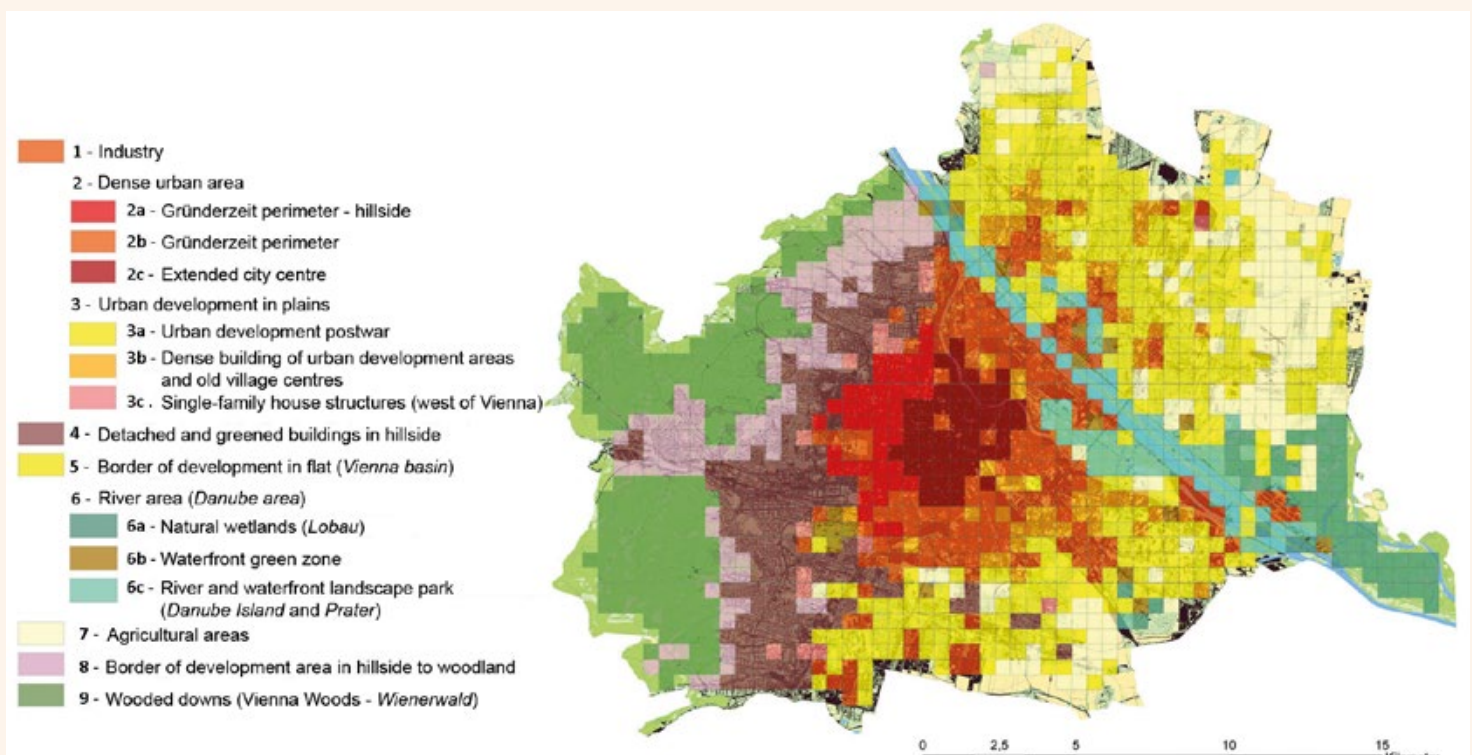 1 - Industry
2 - Dense urban area
2a - Gründerzeit perimeter - hillside
2b - Gründerzeit perimeter
2c - Extended city centre
3 - Urban development in plains
3a - Urban development postwar
3b - Dense building of urban development areas
and old village centres
3c . Single-family house structures (west of Vienna)
4 - Detached and greened buildings in hillside
5 - Border of development in flat (Vienna basin)
6 - River area (Danube area)
6a - Natural wetlands (Lobau)
6b - Waterfront green zone
6c - River and waterfront landscape park
(Danube Island and Prater)
7 - Agricultural areas
8 - Border of development area in hillside to woodland
9 - Wooded downs (Vienna Woods - Wienerwald)
0 2,5 5 10 15